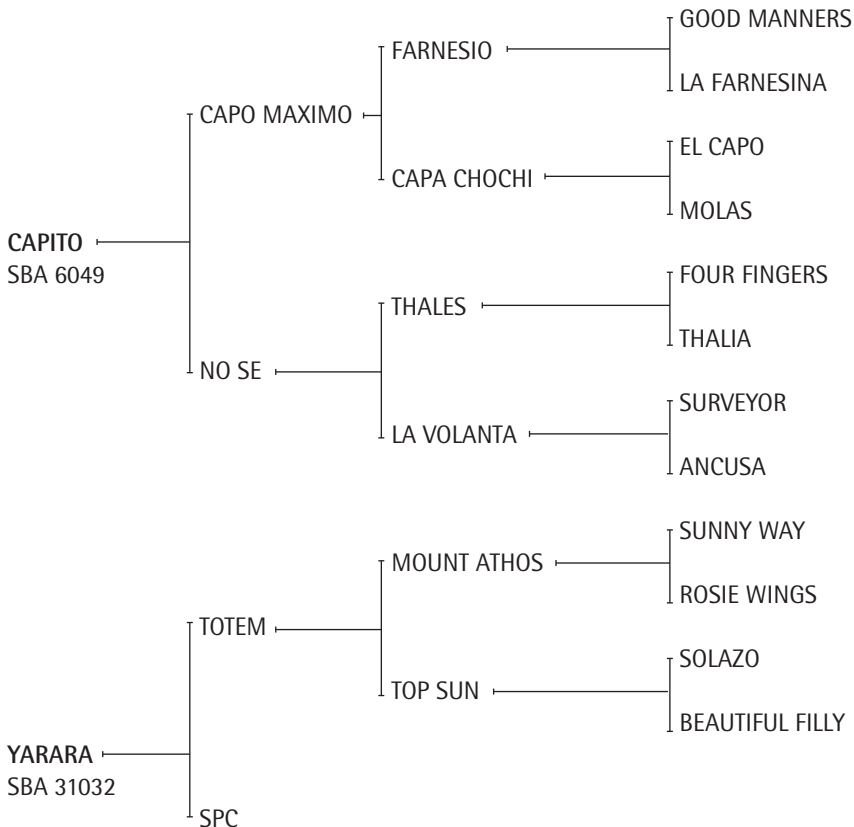 GOOD MANNERS
FARNESIO
LA FARNESINA
CAPO MAXIMO
EL CAPO
CAPA CHOCHI
MOLAS
CAPITO
SBA 6049
FOUR FINGERS
THALES
THALIA
NO SE
SURVEYOR
LA VOLANTA
ANCUSA
SUNNY WAY
MOUNT ATHOS
ROSIE WINGS
TOTEM
SOLAZO
TOP SUN
BEAUTIFUL FILLY
YARARA
SBA 31032
SPC